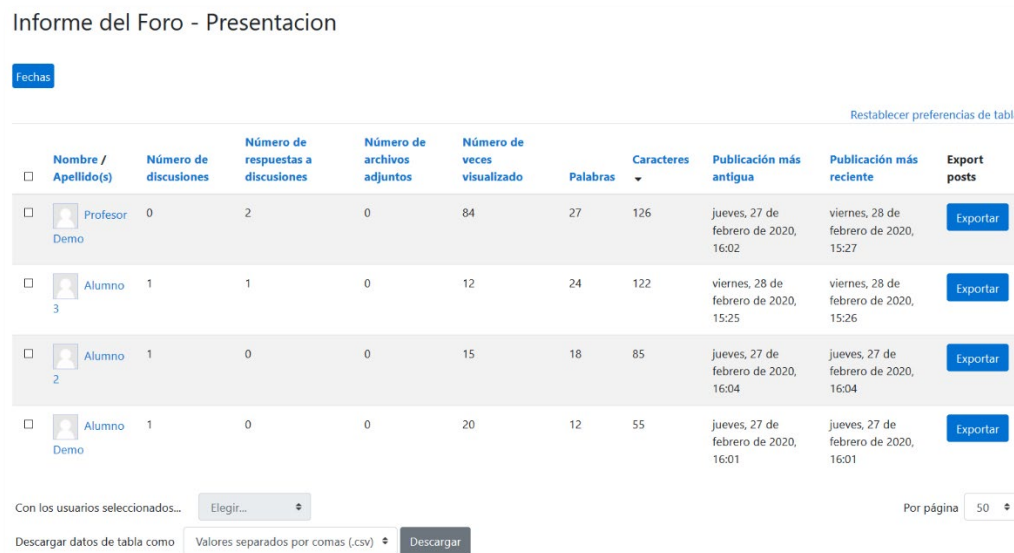 Informe del Foro - Presentacion
Fechas
Restablecer preferencias de tabl
Nombre / Apellido(s) Número de discusiones Número de respuestas a discusiones Número de archivos adjuntos Número de veces visualizado Palabras Caracteres Publicación más antigua Publicación más reciente Export posts
Profesor Demo 0 2 0 84 27 126 jueves, 27 de febrero de 2020, 16:02 viernes, 28 de febrero de 2020, 15:27 Exportar
Alumno 3 1 1 0 12 24 122 viernes, 28 de febrero de 2020, 15:25 viernes, 28 de febrero de 2020, 15:26 Exportar
Alumno 2 1 0 0 15 18 85 jueves, 27 de febrero de 2020, 16:04 jueves, 27 de febrero de 2020, 16:04 Exportar
Alumno Demo 1 0 0 20 12 55 jueves, 27 de febrero de 2020, 16:01 jueves, 27 de febrero de 2020, 16:01 Exportar
Con los usuarios seleccionados... Elegir... Por página 50
Descargar datos de tabla como Valores separados por comas (.csv) Descargar